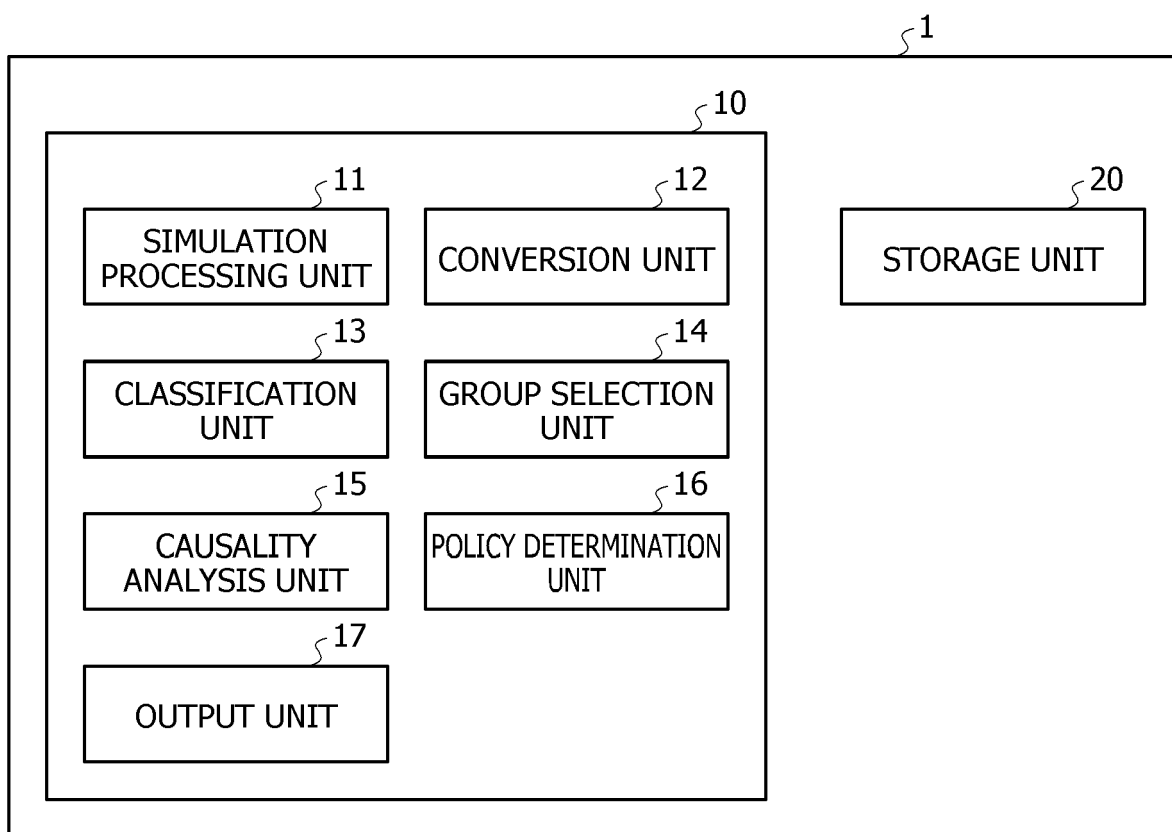 1
10
11
SIMULATION
PROCESSING UNIT
12
CONVERSION UNIT
20
STORAGE UNIT
13
CLASSIFICATION
UNIT
14
GROUP SELECTION
UNIT
15
CAUSALITY
ANALYSIS UNIT
16
POLICY DETERMINATION
UNIT
17
OUTPUT UNIT